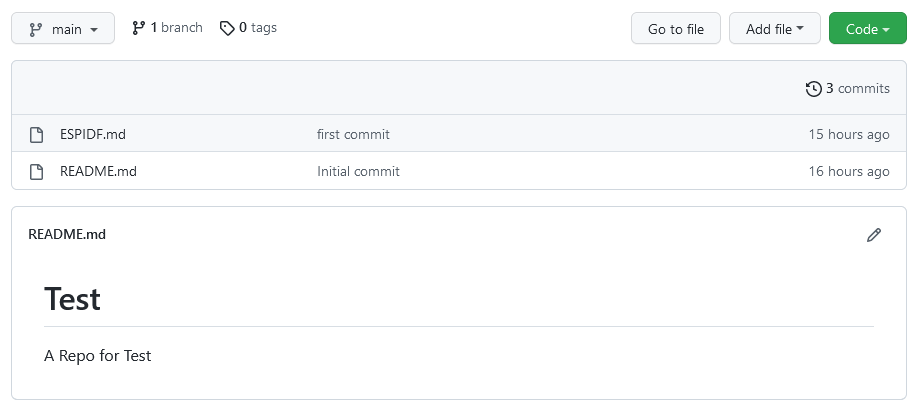 main 1 branch 0 tags Go to file Add file Code
3 commits
ESPIDF.md first commit 15 hours ago
README.md Initial commit 16 hours ago
README.md
Test
A Repo for Test